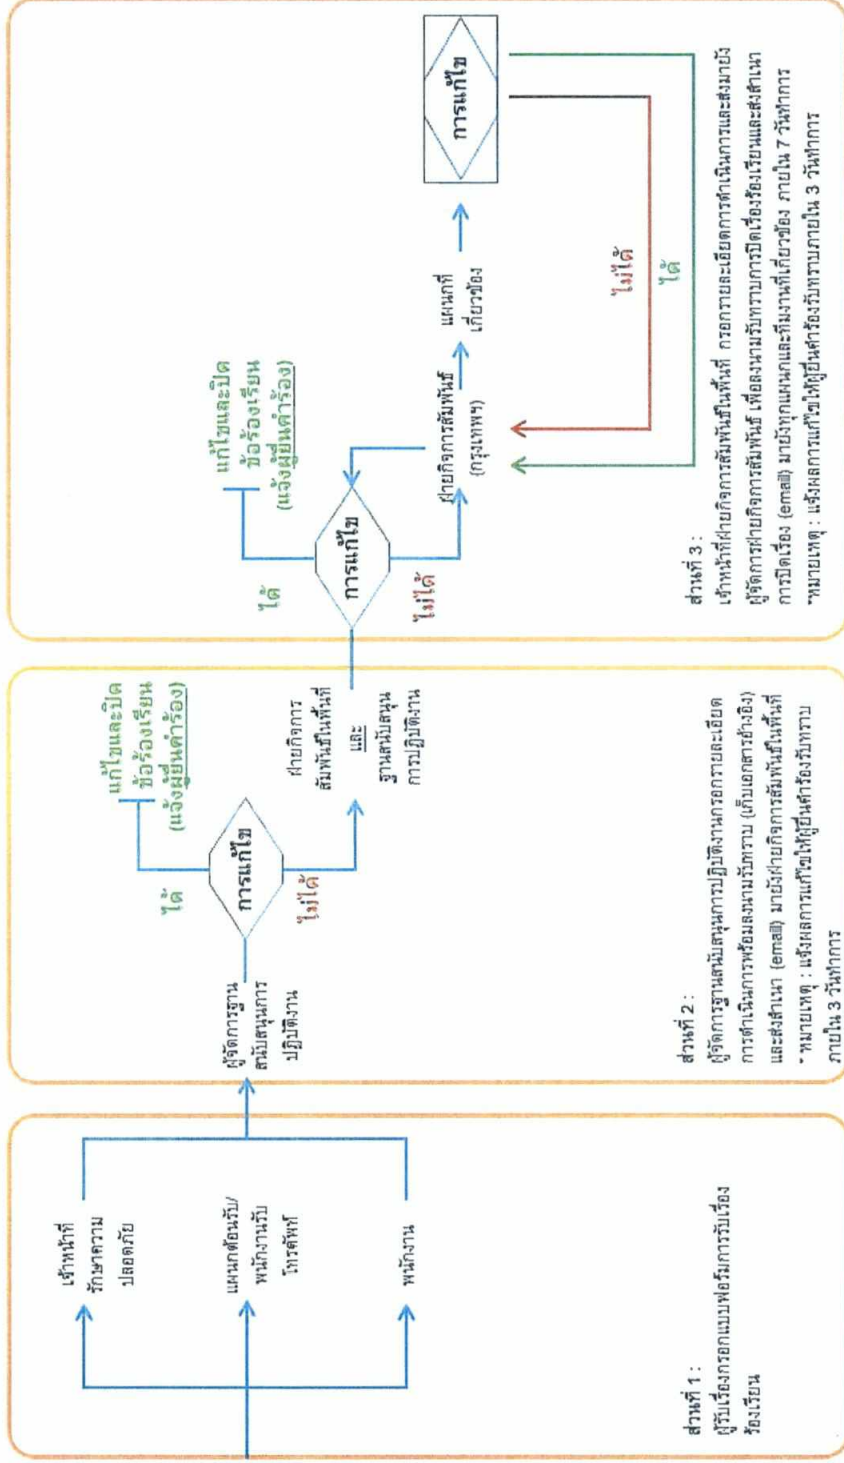 เจ้าหน้าที่
รักษาความ
ปลอดภัย
แผนกต้อนรับ/
พนักงานรับ
โทรศัพท์
พนักงาน
ส่วนที่ 1 :
ผู้รับเรื่องกรอกแบบฟอร์มการรับเรื่อง
ร้องเรียน
ผู้จัดการฐาน
สนับสนุนการ
ปฏิบัติงาน
การแก้ไข
ได้
แก้ไขและปิด
ข้อร้องเรียน
(แจ้งผู้ยื่นคำร้อง)
ไม่ได้
ฝ่ายกิจการ
สัมพันธ์ในพื้นที่
และ
ฐานสนับสนุน
การปฏิบัติงาน
ส่วนที่ 2 :
ผู้จัดการฐานสนับสนุนการปฏิบัติงานกรอกรายละเอียด
การดำเนินการพร้อมลงนามรับทราบ (เก็บเอกสารอ้างอิง)
และส่งสำเนา (email) มายังฝ่ายกิจการสัมพันธ์ในพื้นที่
*หมายเหตุ : แจ้งผลการแก้ไขให้ผู้ยื่นคำร้องรับทราบ
ภายใน 3 วันทำการ
การแก้ไข
ได้
แก้ไขและปิด
ข้อร้องเรียน
(แจ้งผู้ยื่นคำร้อง)
ไม่ได้
ฝ่ายกิจการสัมพันธ์
(กรุงเทพฯ)
แผนกที่
เกี่ยวข้อง
การแก้ไข
ไม่ได้
ได้
ส่วนที่ 3 :
เจ้าหน้าที่ฝ่ายกิจการสัมพันธ์ในพื้นที่ กรอกรายละเอียดการดำเนินการและส่งมายัง
ผู้จัดการฝ่ายกิจการสัมพันธ์ เพื่อลงนามรับทราบการปิดเรื่องร้องเรียนและส่งสำเนา
การปิดเรื่อง (email) มายังทุกแผนกและทีมงานที่เกี่ยวข้อง ภายใน 7 วันทำการ
*หมายเหตุ : แจ้งผลการแก้ไขให้ผู้ยื่นคำร้องรับทราบภายใน 3 วันทำการ